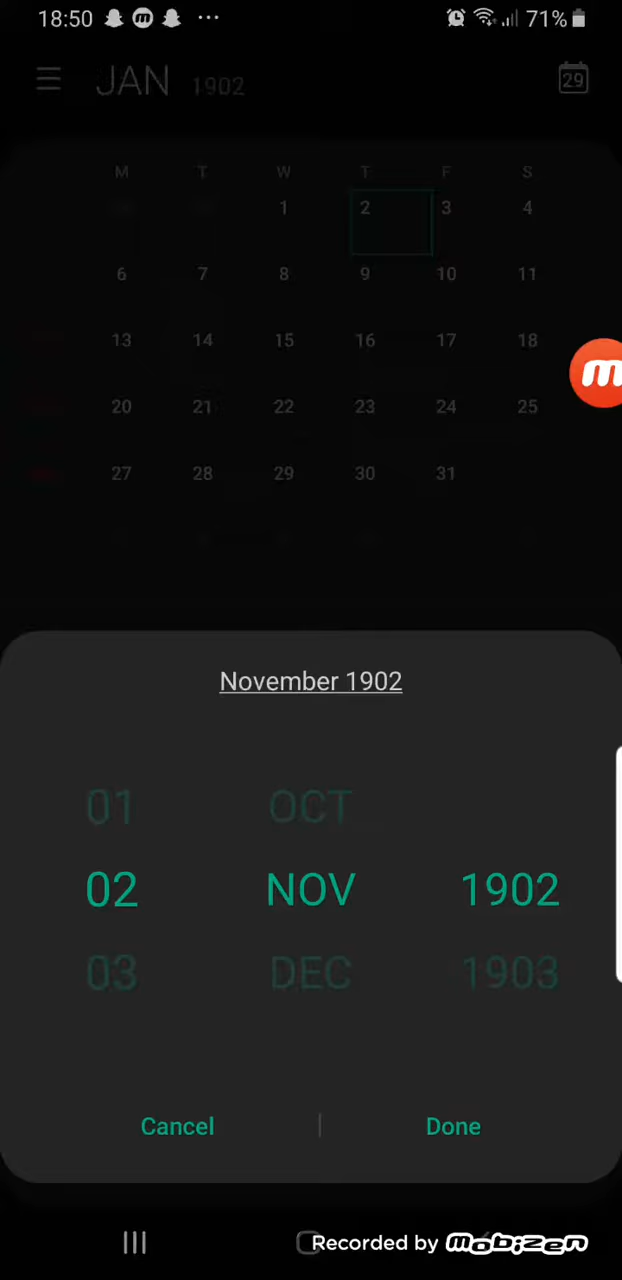 18:50 m ... 71%
JAN 1902 29
M T W T F S
1 2 3 4
6 7 8 9 10 11
13 14 15 16 17 18
20 21 22 23 24 25
27 28 29 30 31
m
November 1902
01 OCT
02 NOV 1902
03 DEC 1903
Cancel | Done
Recorded by mobizen